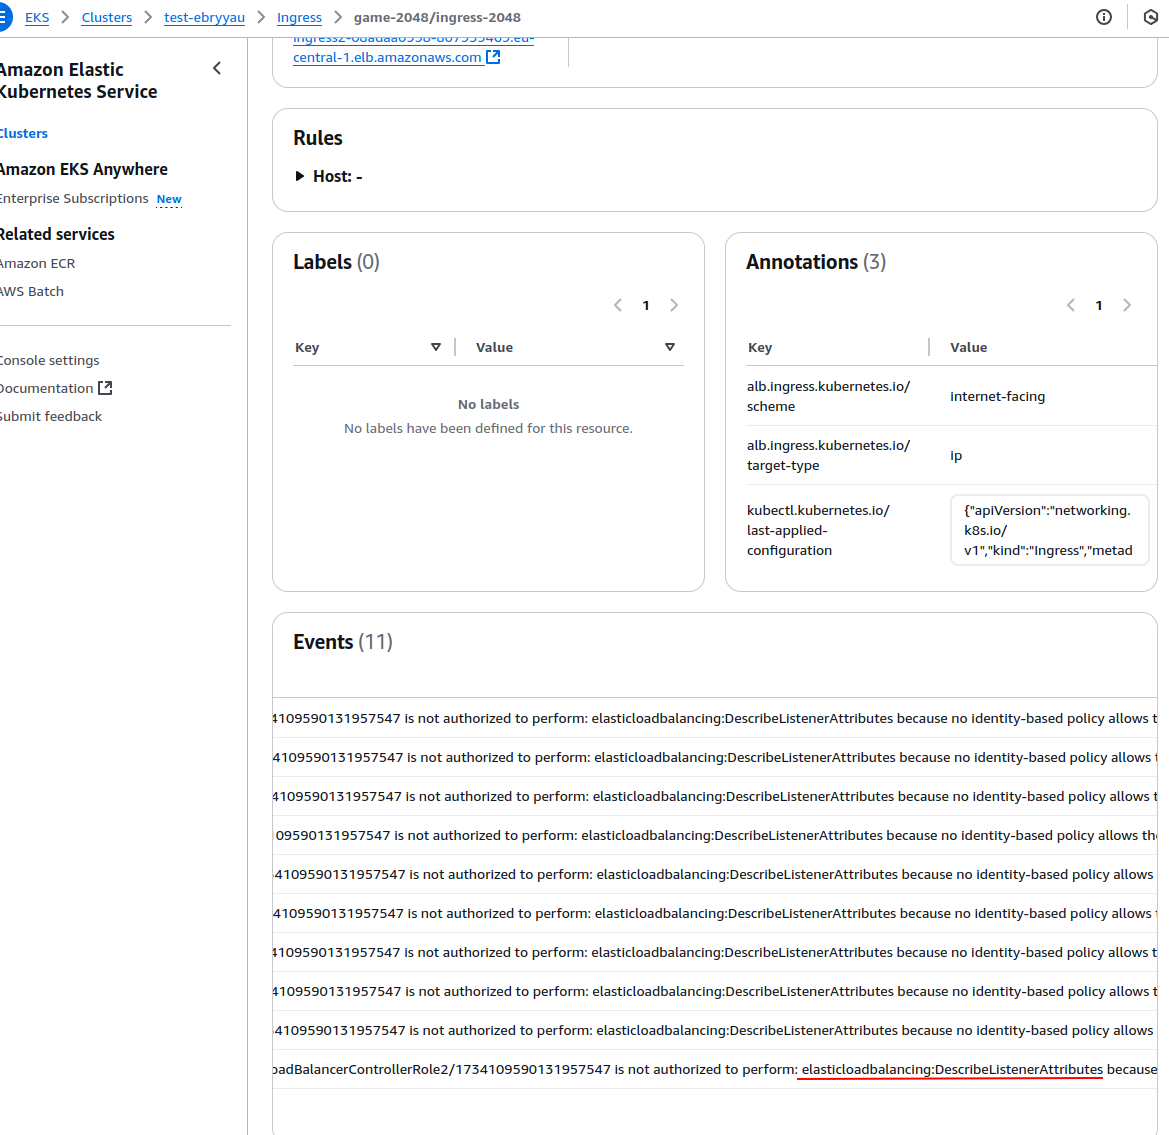 EKS > Clusters > test-ebryyau > Ingress > game-2048/ingress-2048
central-1.elb.amazonaws.com
Amazon Elastic
Kubernetes Service
Clusters
Amazon EKS Anywhere
Enterprise Subscriptions New
Related services
Amazon ECR
AWS Batch
Console settings
Documentation
Submit feedback
Rules
Host: -
Labels (0)
1
Key Value
No labels
No labels have been defined for this resource.
Annotations (3)
1
Key Value
alb.ingress.kubernetes.io/
scheme
internet-facing
alb.ingress.kubernetes.io/
target-type
ip
kubectl.kubernetes.io/
last-applied-
configuration
{"apiVersion":"networking.
k8s.io/
v1","kind":"Ingress","metad
Events (11)
4109590131957547 is not authorized to perform: elasticloadbalancing:DescribeListenerAttributes because no identity-based policy allows t
4109590131957547 is not authorized to perform: elasticloadbalancing:DescribeListenerAttributes because no identity-based policy allows t
4109590131957547 is not authorized to perform: elasticloadbalancing:DescribeListenerAttributes because no identity-based policy allows t
09590131957547 is not authorized to perform: elasticloadbalancing:DescribeListenerAttributes because no identity-based policy allows the
4109590131957547 is not authorized to perform: elasticloadbalancing:DescribeListenerAttributes because no identity-based policy allows
4109590131957547 is not authorized to perform: elasticloadbalancing:DescribeListenerAttributes because no identity-based policy allows t
4109590131957547 is not authorized to perform: elasticloadbalancing:DescribeListenerAttributes because no identity-based policy allows t
4109590131957547 is not authorized to perform: elasticloadbalancing:DescribeListenerAttributes because no identity-based policy allows t
4109590131957547 is not authorized to perform: elasticloadbalancing:DescribeListenerAttributes because no identity-based policy allows
oadBalancerControllerRole2/1734109590131957547 is not authorized to perform: elasticloadbalancing:DescribeListenerAttributes because